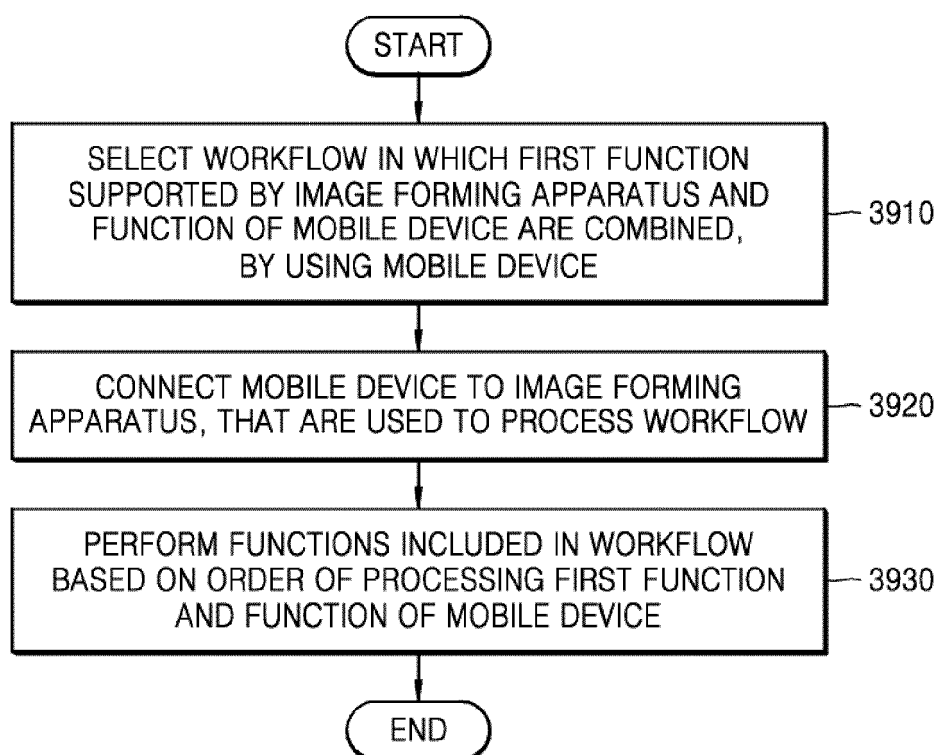 START
SELECT WORKFLOW IN WHICH FIRST FUNCTION
SUPPORTED BY IMAGE FORMING APPARATUS AND
FUNCTION OF MOBILE DEVICE ARE COMBINED,
BY USING MOBILE DEVICE
3910
CONNECT MOBILE DEVICE TO IMAGE FORMING
APPARATUS, THAT ARE USED TO PROCESS WORKFLOW
3920
PERFORM FUNCTIONS INCLUDED IN WORKFLOW
BASED ON ORDER OF PROCESSING FIRST FUNCTION
AND FUNCTION OF MOBILE DEVICE
3930
END